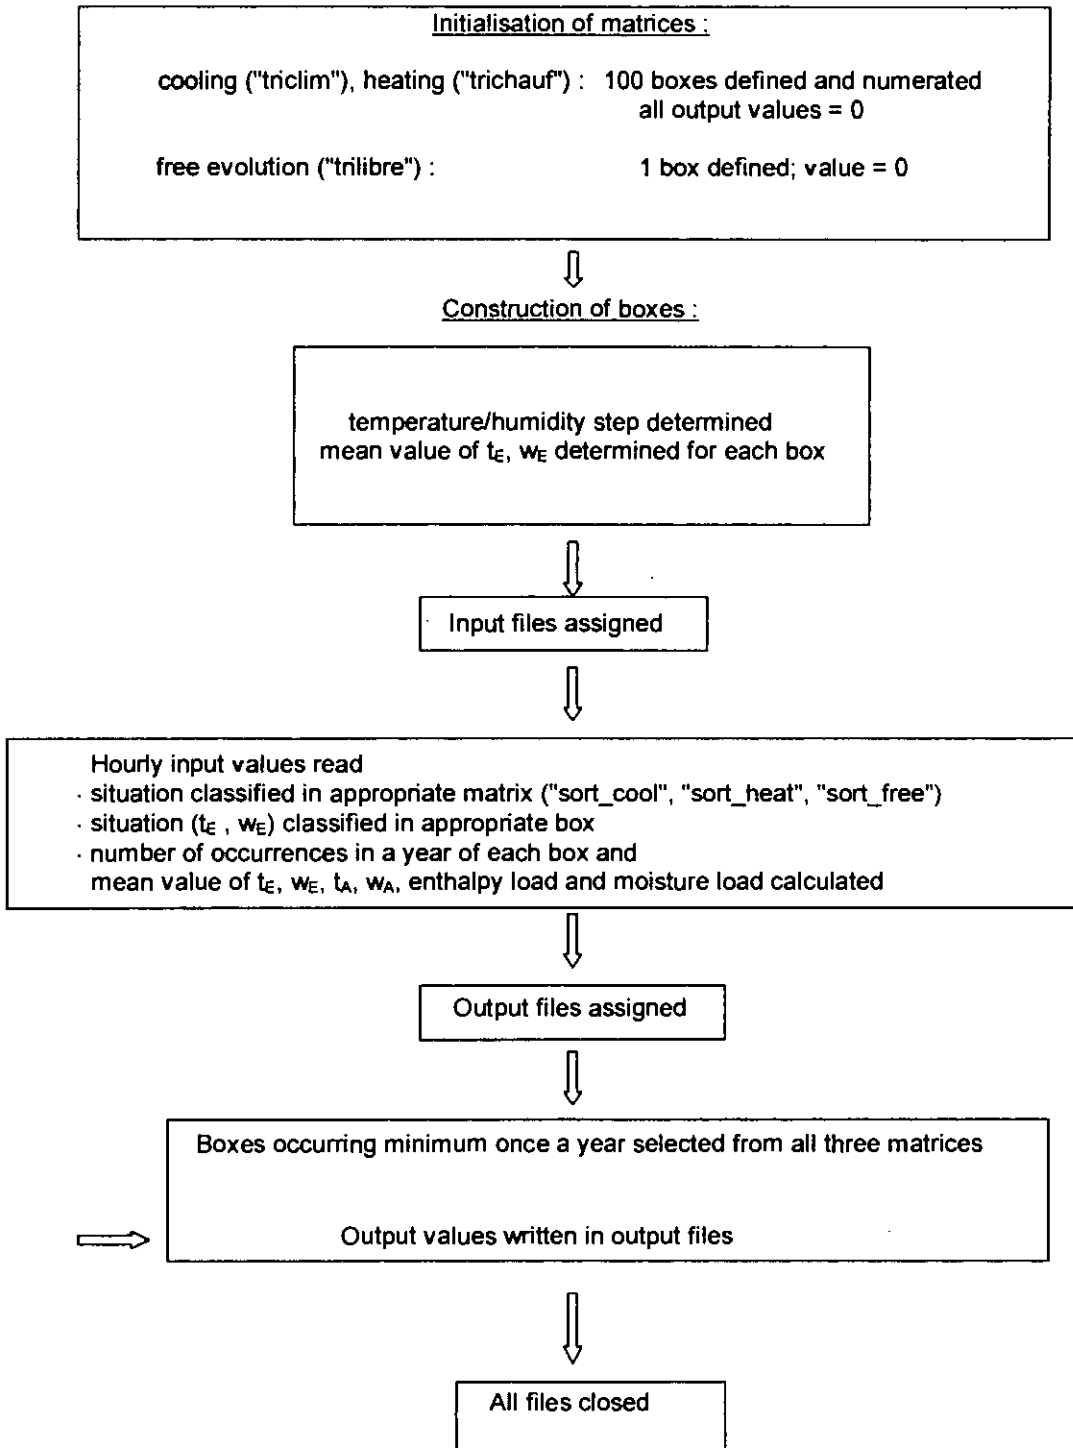 Initialisation of matrices :
cooling ("triclim"), heating ("trichauf") : 100 boxes defined and numerated
all output values = 0
free evolution ("trilibre") : 1 box defined; value = 0
Construction of boxes :
temperature/humidity step determined
mean value of tE, wE determined for each box
Input files assigned
Hourly input values read
· situation classified in appropriate matrix ("sort_cool", "sort_heat", "sort_free")
· situation (tE , wE) classified in appropriate box
· number of occurrences in a year of each box and
mean value of tE, wE, tA, wA, enthalpy load and moisture load calculated
Output files assigned
Boxes occurring minimum once a year selected from all three matrices
Output values written in output files
All files closed